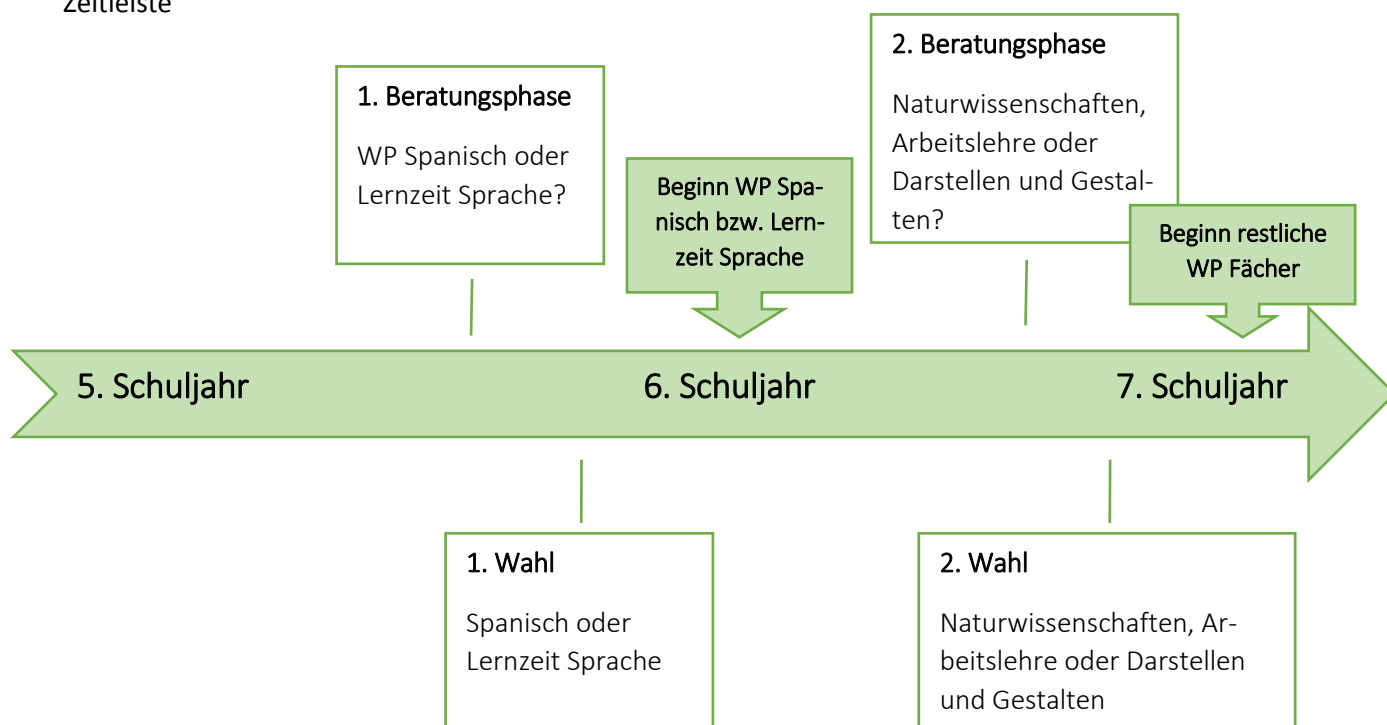 Zeitleiste
1. Beratungsphase
WP Spanisch oder
Lernzeit Sprache?
Beginn WP Spa-
nisch bzw. Lern-
zeit Sprache
2. Beratungsphase
Naturwissenschaften,
Arbeitslehre oder
Darstellen und Gestal-
ten?
Beginn restliche
WP Fächer
5. Schuljahr
6. Schuljahr
7. Schuljahr
1. Wahl
Spanisch oder
Lernzeit Sprache
2. Wahl
Naturwissenschaften, Ar-
beitslehre oder Darstellen
und Gestalten